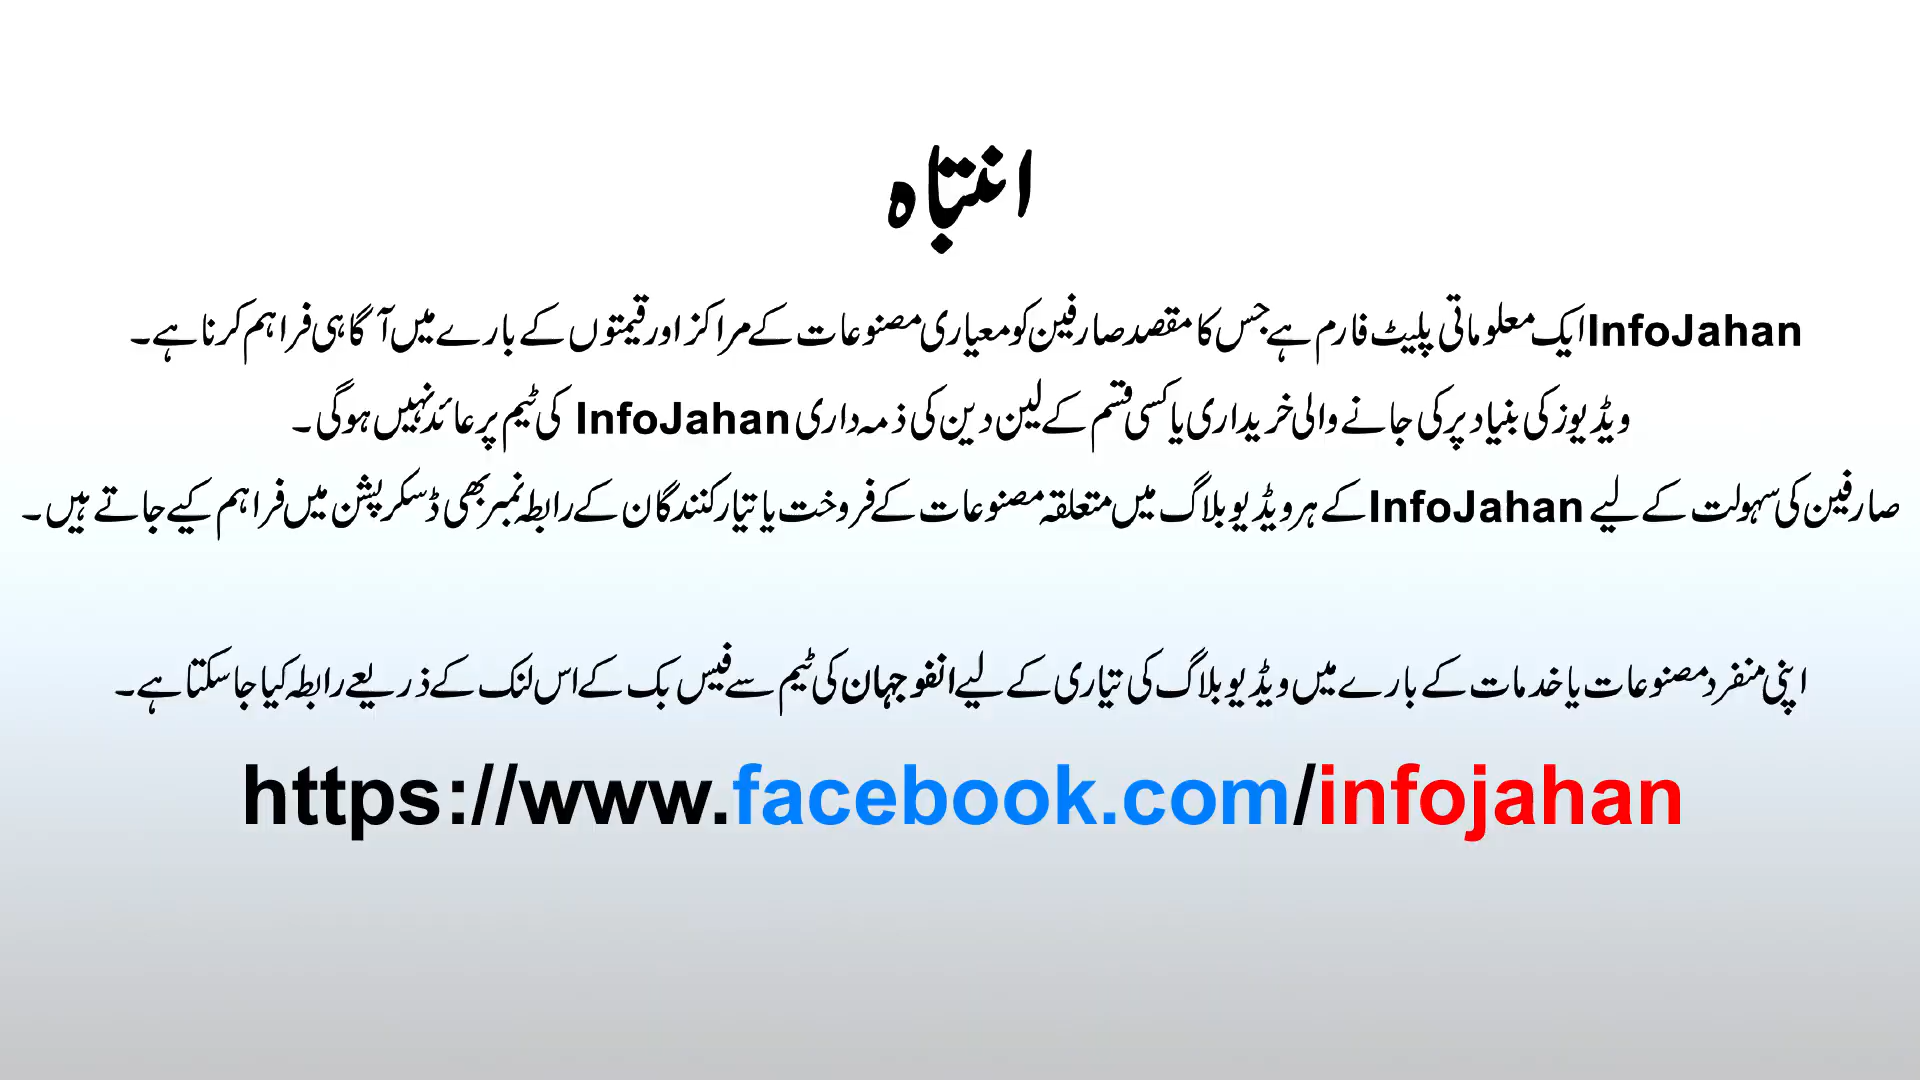 انتباہ
InfoJahan ایک معلوماتی پلیٹ فارم ہے جس کا مقصد صارفین کو معیاری مصنوعات کے مراکز اور قیمتوں کے بارے میں آگاہی فراہم کرنا ہے۔
ویڈیوز کی بنیاد پر کی جانے والی خریداری یا کسی قسم کے لین دین کی ذمہ داری InfoJahan کی ٹیم پر عائد نہیں ہوگی۔
صارفین کی سہولت کے لیے InfoJahan کے ہر ویڈیو بلاگ میں متعلقہ مصنوعات کے فروخت یا تیار کنندگان کے رابطہ نمبر بھی ڈسکرپشن میں فراہم کیے جاتے ہیں۔
اپنی منفرد مصنوعات یا خدمات کے بارے میں ویڈیو بلاگ کی تیاری کے لیے انفو جہان کی ٹیم سے فیس بک کے اس لنک کے ذریعے رابطہ کیا جا سکتا ہے۔
https://www.facebook.com/infojahan